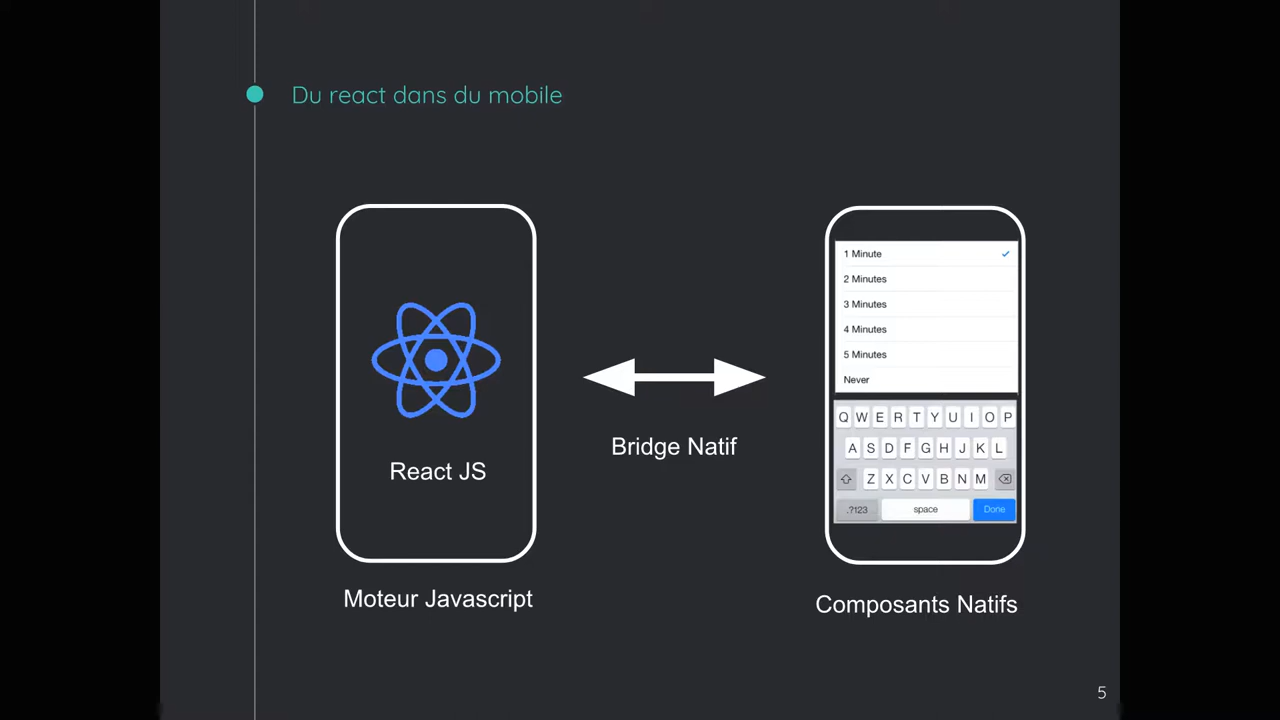 Du react dans du mobile
React JS
Moteur Javascript
Bridge Natif
1 Minute
2 Minutes
3 Minutes
4 Minutes
5 Minutes
Never
Q W E R T Y U I O P
A S D F G H J K L
Z X C V B N M
.?123 space Done
Composants Natifs
5